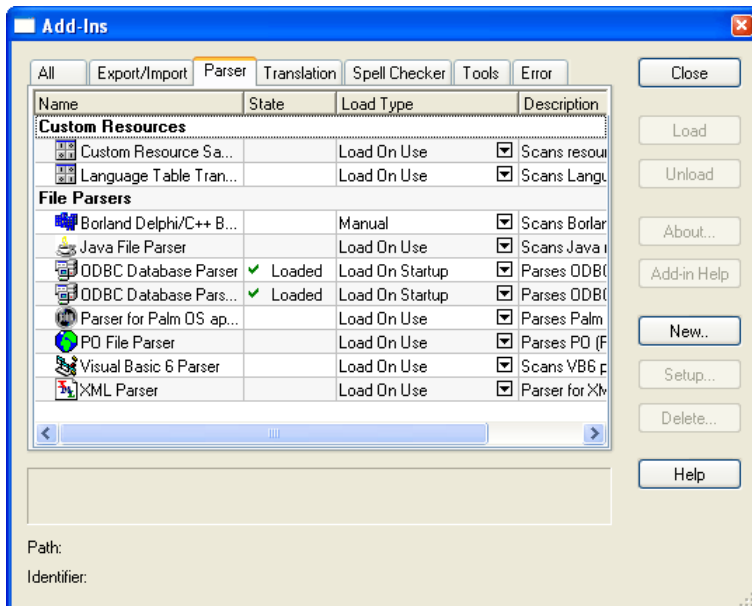 Add-Ins
All Export/Import Parser Translation Spell Checker Tools Error
Name State Load Type Description
Custom Resources
Custom Resource Sa... Load On Use Scans resour
Language Table Tran... Load On Use Scans Langu
File Parsers
Borland Delphi/C++ B... Manual Scans Borlar
Java File Parser Load On Use Scans Java r
ODBC Database Parser Loaded Load On Startup Parses ODBC
ODBC Database Pars... Loaded Load On Startup Parses ODBC
Parser for Palm OS ap... Load On Use Parses Palm
PO File Parser Load On Use Parses PO (F
Visual Basic 6 Parser Load On Use Scans VB6 p
XML Parser Load On Use Parser for XM
Close
Load
Unload
About...
Add-in Help
New..
Setup...
Delete...
Help
Path:
Identifier: